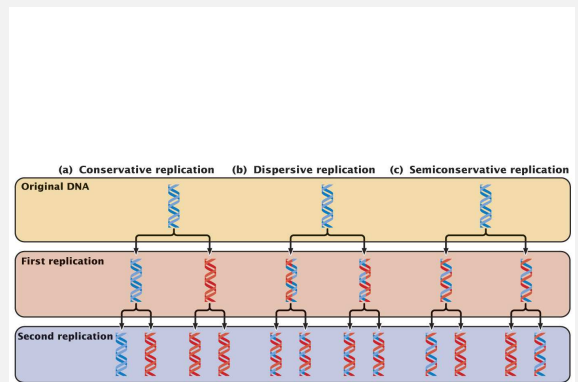 (a) Conservative replication (b) Dispersive replication (c) Semiconservative replication
Original DNA
First replication
Second replication